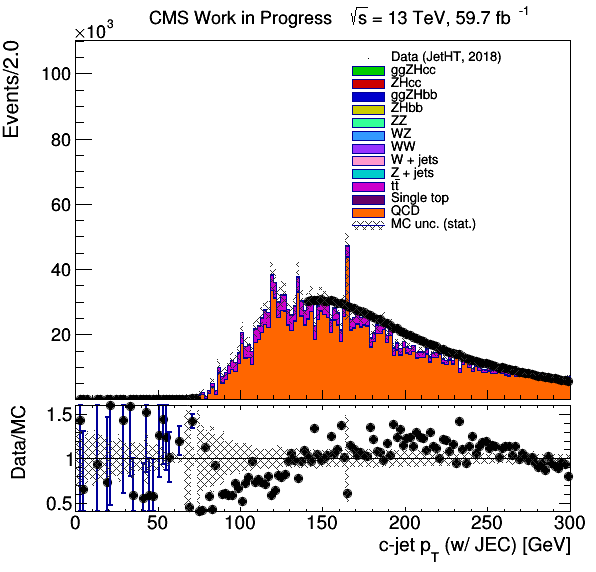 CMS Work in Progress √s = 13 TeV, 59.7 fb⁻¹
×10³
Events/2.0
100
80
60
40
20
Data (JetHT, 2018)
ggZHcc
ZHcc
ggZHbb
ZHbb
ZZ
WZ
WW
W + jets
Z + jets
tt̄
Single top
QCD
MC unc. (stat.)
Data/MC
1.5
1
0.5
0 50 100 150 200 250 300
c-jet p_T (w/ JEC) [GeV]